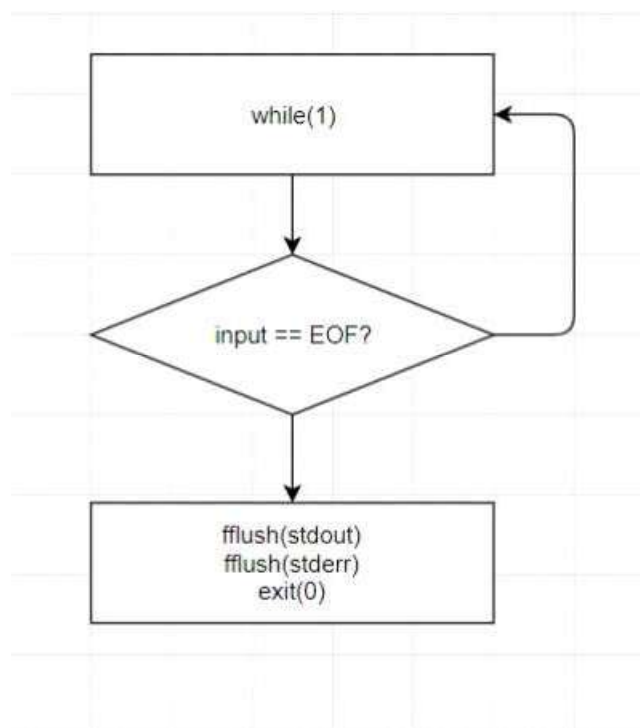 while(1)
input == EOF?
fflush(stdout)
fflush(stderr)
exit(0)